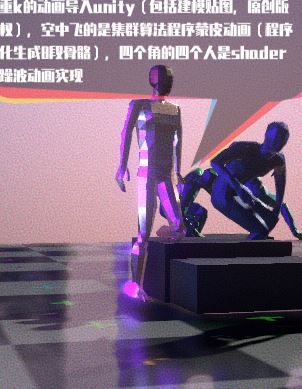 重k的动画导入unity（包括建模贴图，原创版
权），空中飞的是集群算法程序蒙皮动画（程序
化生成眼骨骼），四个角的四个人是shader
躁波动画实现